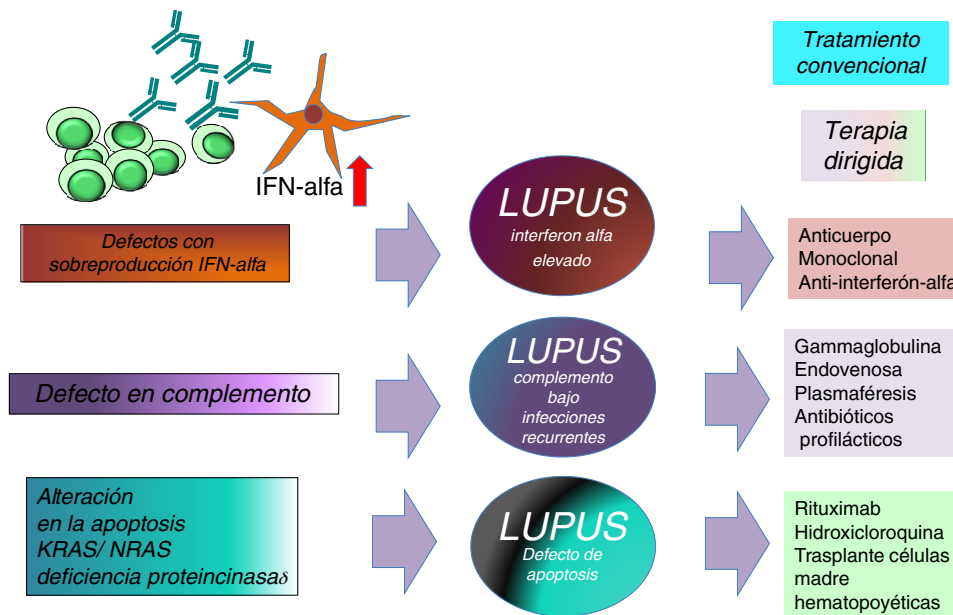 Tratamiento
convencional
Terapia
dirigida
IFN-alfa
Defectos con
sobreproducción IFN-alfa
LUPUS
interferon alfa
elevado
Anticuerpo
Monoclonal
Anti-interferón-alfa
Defecto en complemento
LUPUS
complemento
bajo
infecciones
recurrentes
Gammaglobulina
Endovenosa
Plasmaféresis
Antibióticos
profilácticos
Alteración
en la apoptosis
KRAS/ NRAS
deficiencia proteincinasaδ
LUPUS
Defecto de
apoptosis
Rituximab
Hidroxicloroquina
Trasplante células
madre
hematopoyéticas